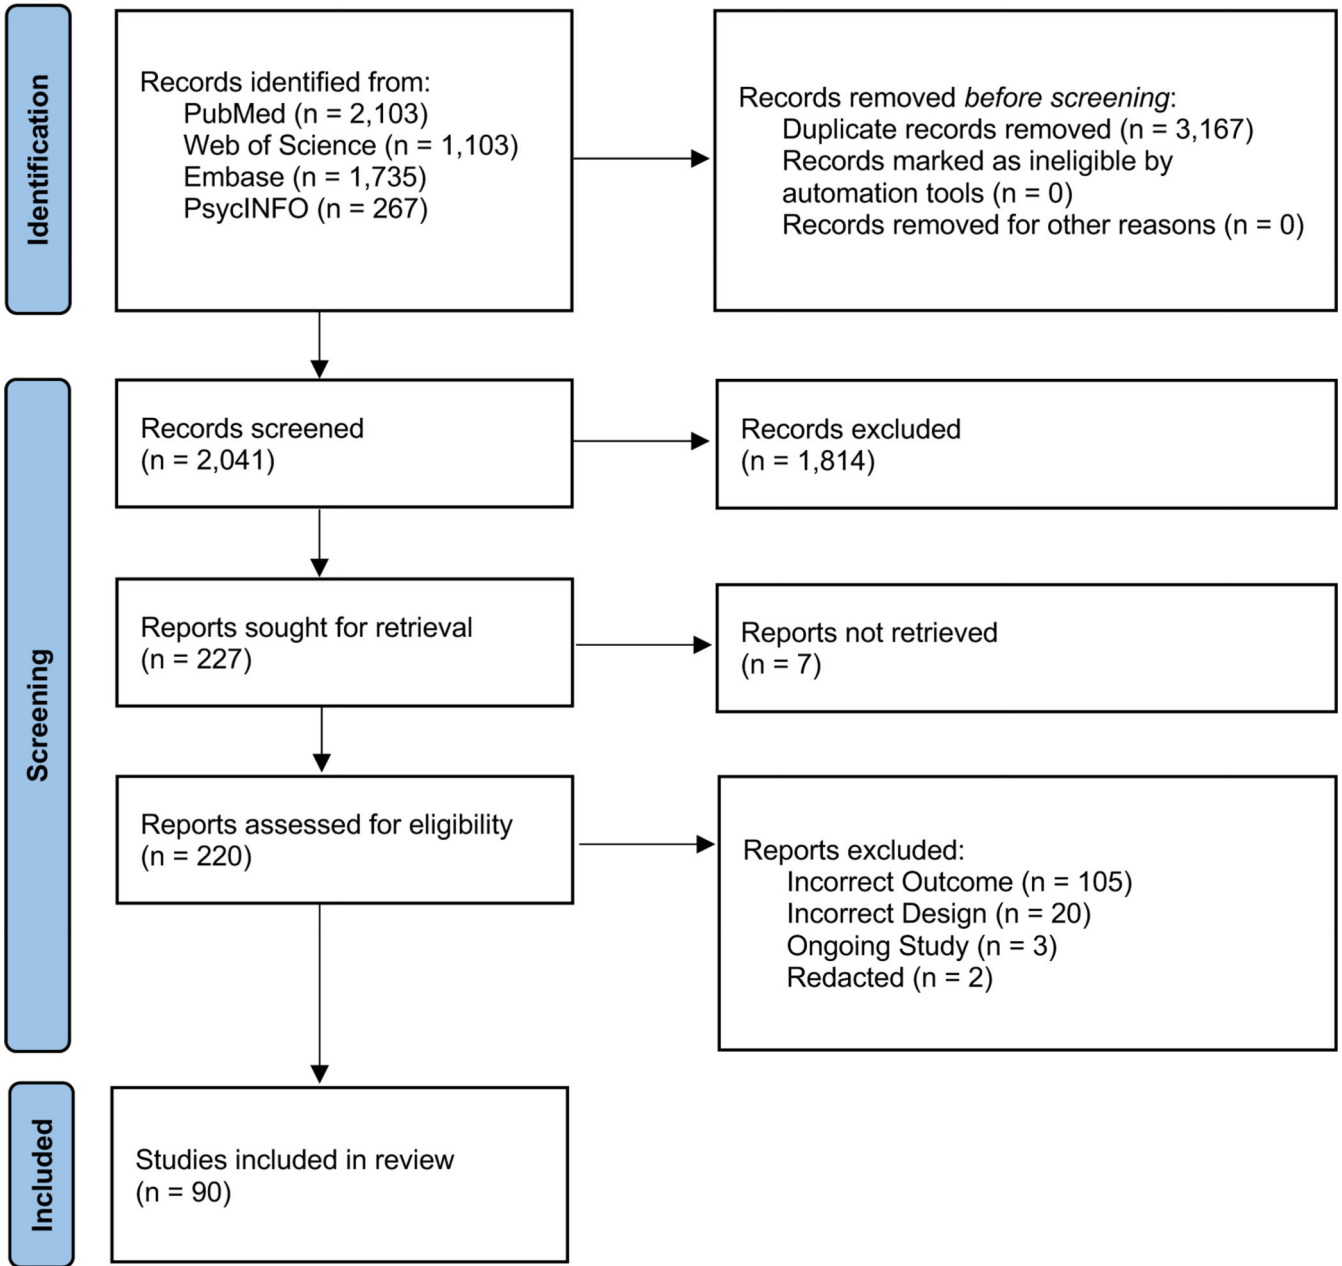 Identification
Records identified from:
PubMed (n = 2,103)
Web of Science (n = 1,103)
Embase (n = 1,735)
PsycINFO (n = 267)
Records removed before screening:
Duplicate records removed (n = 3,167)
Records marked as ineligible by
automation tools (n = 0)
Records removed for other reasons (n = 0)
Screening
Records screened
(n = 2,041)
Records excluded
(n = 1,814)
Reports sought for retrieval
(n = 227)
Reports not retrieved
(n = 7)
Reports assessed for eligibility
(n = 220)
Reports excluded:
Incorrect Outcome (n = 105)
Incorrect Design (n = 20)
Ongoing Study (n = 3)
Redacted (n = 2)
Included
Studies included in review
(n = 90)